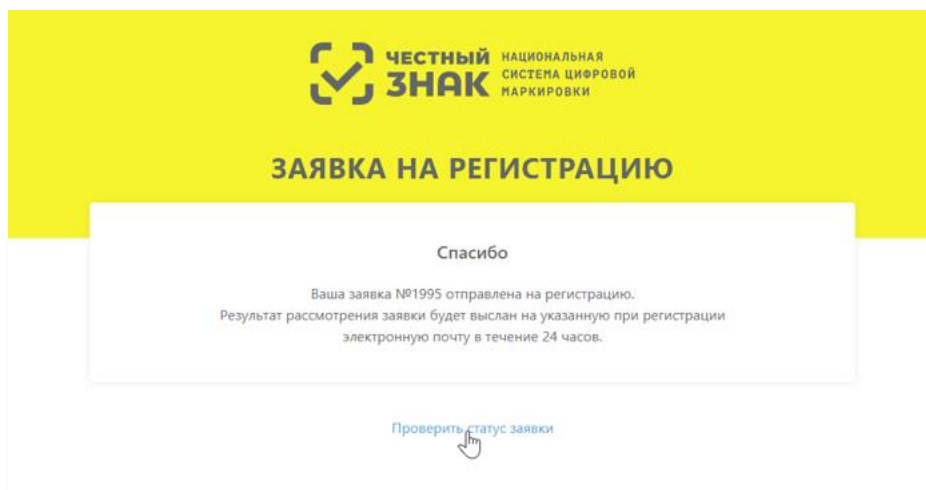 ЧЕСТНЫЙ
ЗНАК
НАЦИОНАЛЬНАЯ
СИСТЕМА ЦИФРОВОЙ
МАРКИРОВКИ
ЗАЯВКА НА РЕГИСТРАЦИЮ
Спасибо
Ваша заявка №1995 отправлена на регистрацию.
Результат рассмотрения заявки будет выслан на указанную при регистрации
электронную почту в течение 24 часов.
Проверить статус заявки